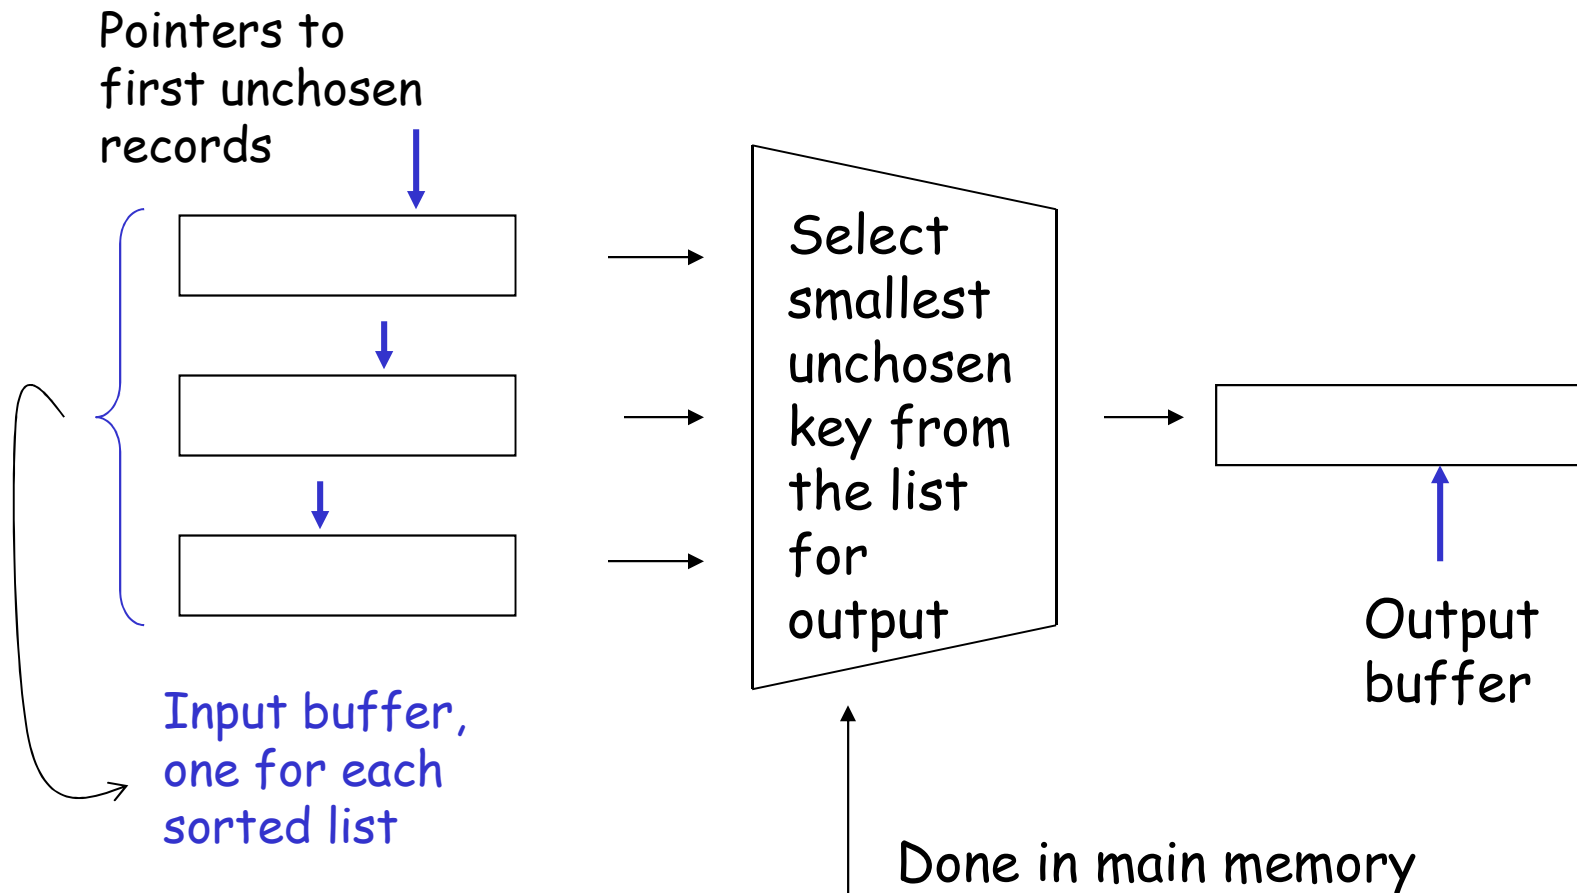 Pointers to
first unchosen
records
Select
smallest
unchosen
key from
the list
for
output
Output
buffer
Input buffer,
one for each
sorted list
Done in main memory